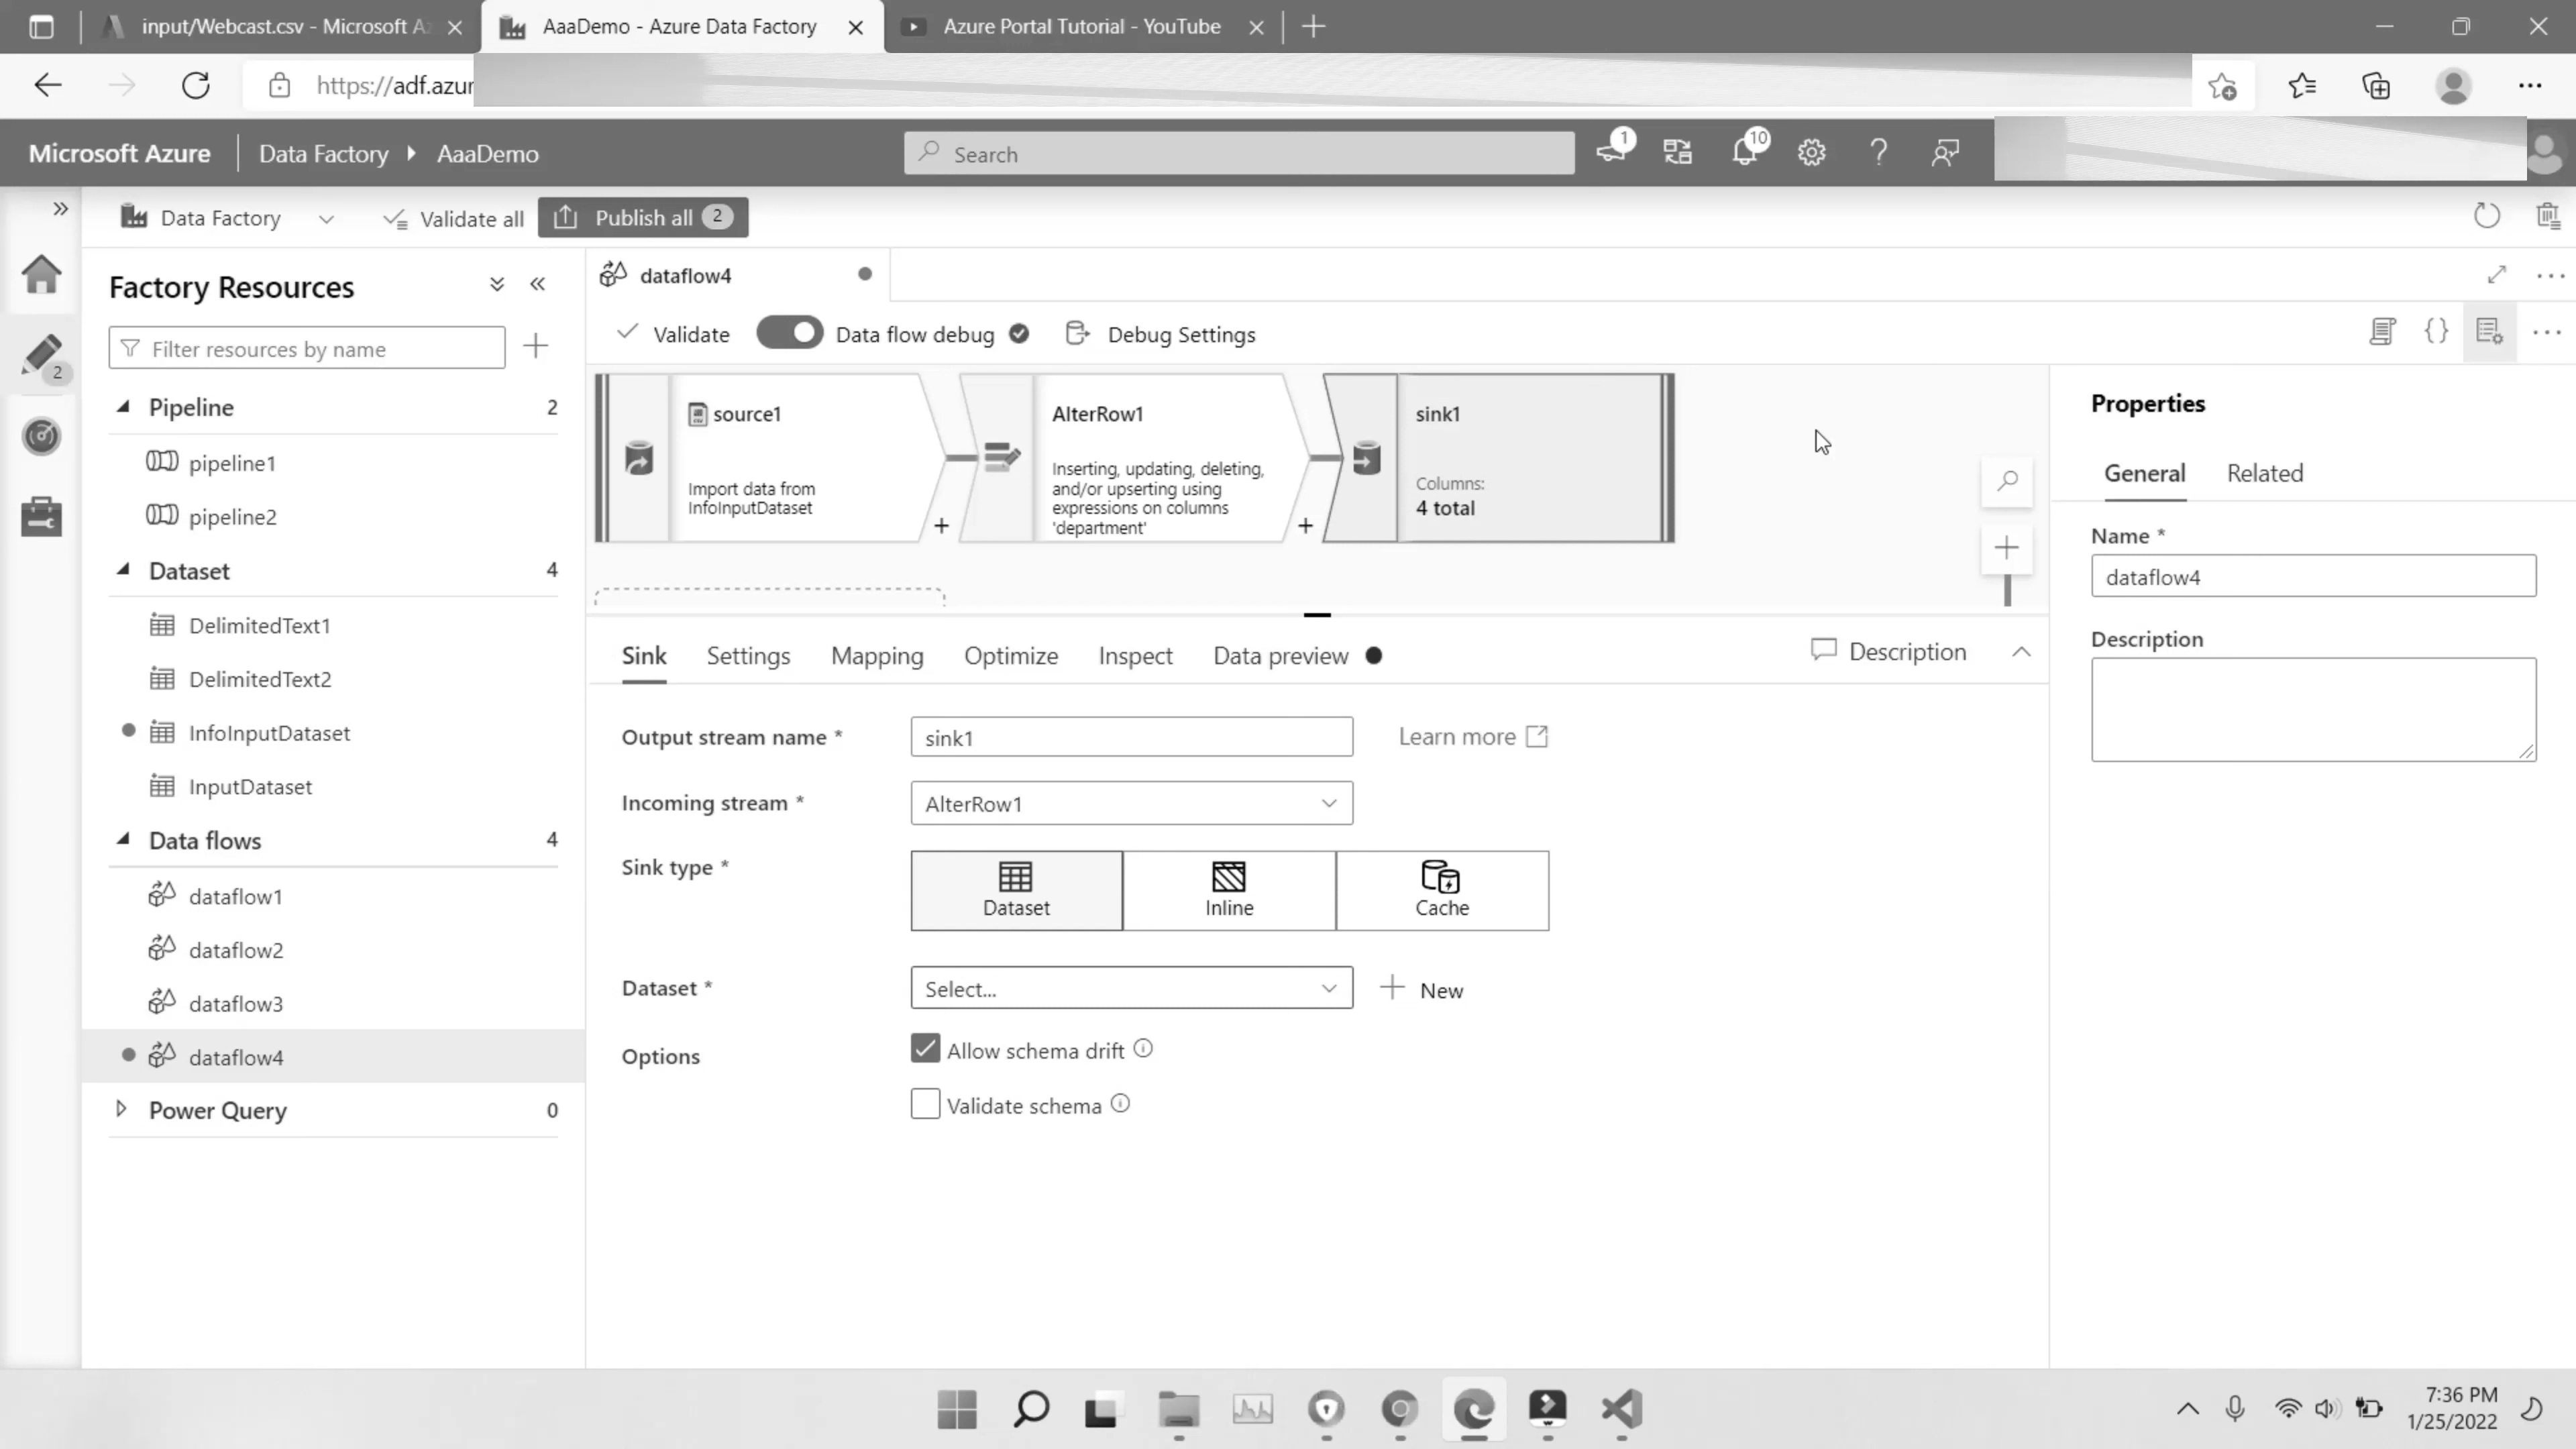 input/Webcast.csv - Microsoft A
AaaDemo - Azure Data Factory
Azure Portal Tutorial - YouTube
https://adf.azur
Microsoft Azure
Data Factory
AaaDemo
Search
1
10
Data Factory
Validate all
Publish all 2
Factory Resources
Filter resources by name
2
Pipeline 2
pipeline1
pipeline2
Dataset 4
DelimitedText1
DelimitedText2
InfoInputDataset
InputDataset
Data flows 4
dataflow1
dataflow2
dataflow3
dataflow4
Power Query 0
dataflow4
Validate
Data flow debug
Debug Settings
source1
Import data from
InfoInputDataset
+
AlterRow1
Inserting, updating, deleting,
and/or upserting using
expressions on columns
'department'
+
sink1
Columns:
4 total
Sink
Settings
Mapping
Optimize
Inspect
Data preview
Description
Output stream name *
sink1
Learn more
Incoming stream *
AlterRow1
Sink type *
Dataset
Inline
Cache
Dataset *
Select...
New
Options
Allow schema drift
Validate schema
Properties
General
Related
Name *
dataflow4
Description
7:36 PM
1/25/2022